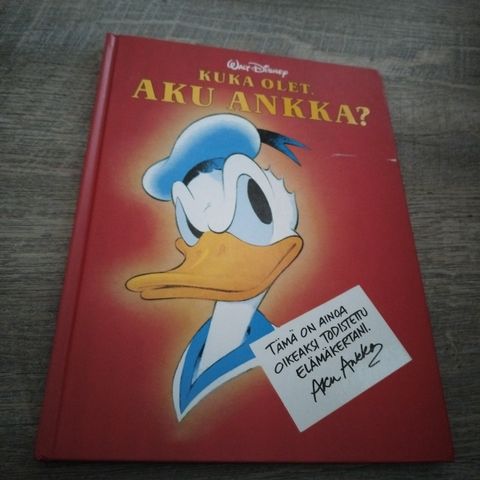 WALT DISNEY
KUKA OLET,
AKU ANKKA?
TÄMÄ ON AINOA
OIKEAKSI TODISTETTU
ELÄMÄKERTANI.
Aku Ankka